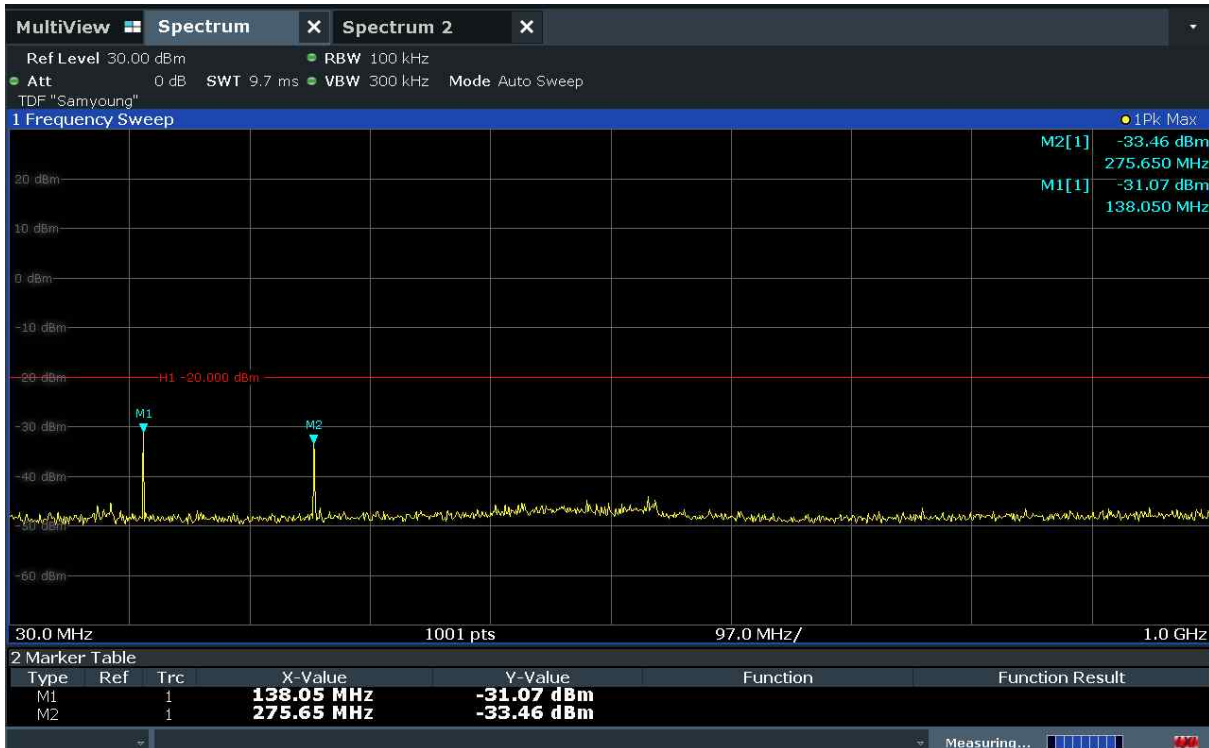 MultiView Spectrum X Spectrum 2 X
Ref Level 30.00 dBm RBW 100 kHz
Att 0 dB SWT 9.7 ms VBW 300 kHz Mode Auto Sweep
TDF "Samyoung"
1 Frequency Sweep 1Pk Max
M2[1] -33.46 dBm
275.650 MHz
20 dBm M1[1] -31.07 dBm
138.050 MHz
10 dBm
0 dBm
-10 dBm
-20 dBm H1 -20.000 dBm
M1
-30 dBm M2
-40 dBm
-50 dBm
-60 dBm
30.0 MHz 1001 pts 97.0 MHz/ 1.0 GHz
2 Marker Table
Type Ref Trc X-Value Y-Value Function Function Result
M1 1 138.05 MHz -31.07 dBm
M2 1 275.65 MHz -33.46 dBm
Measuring...